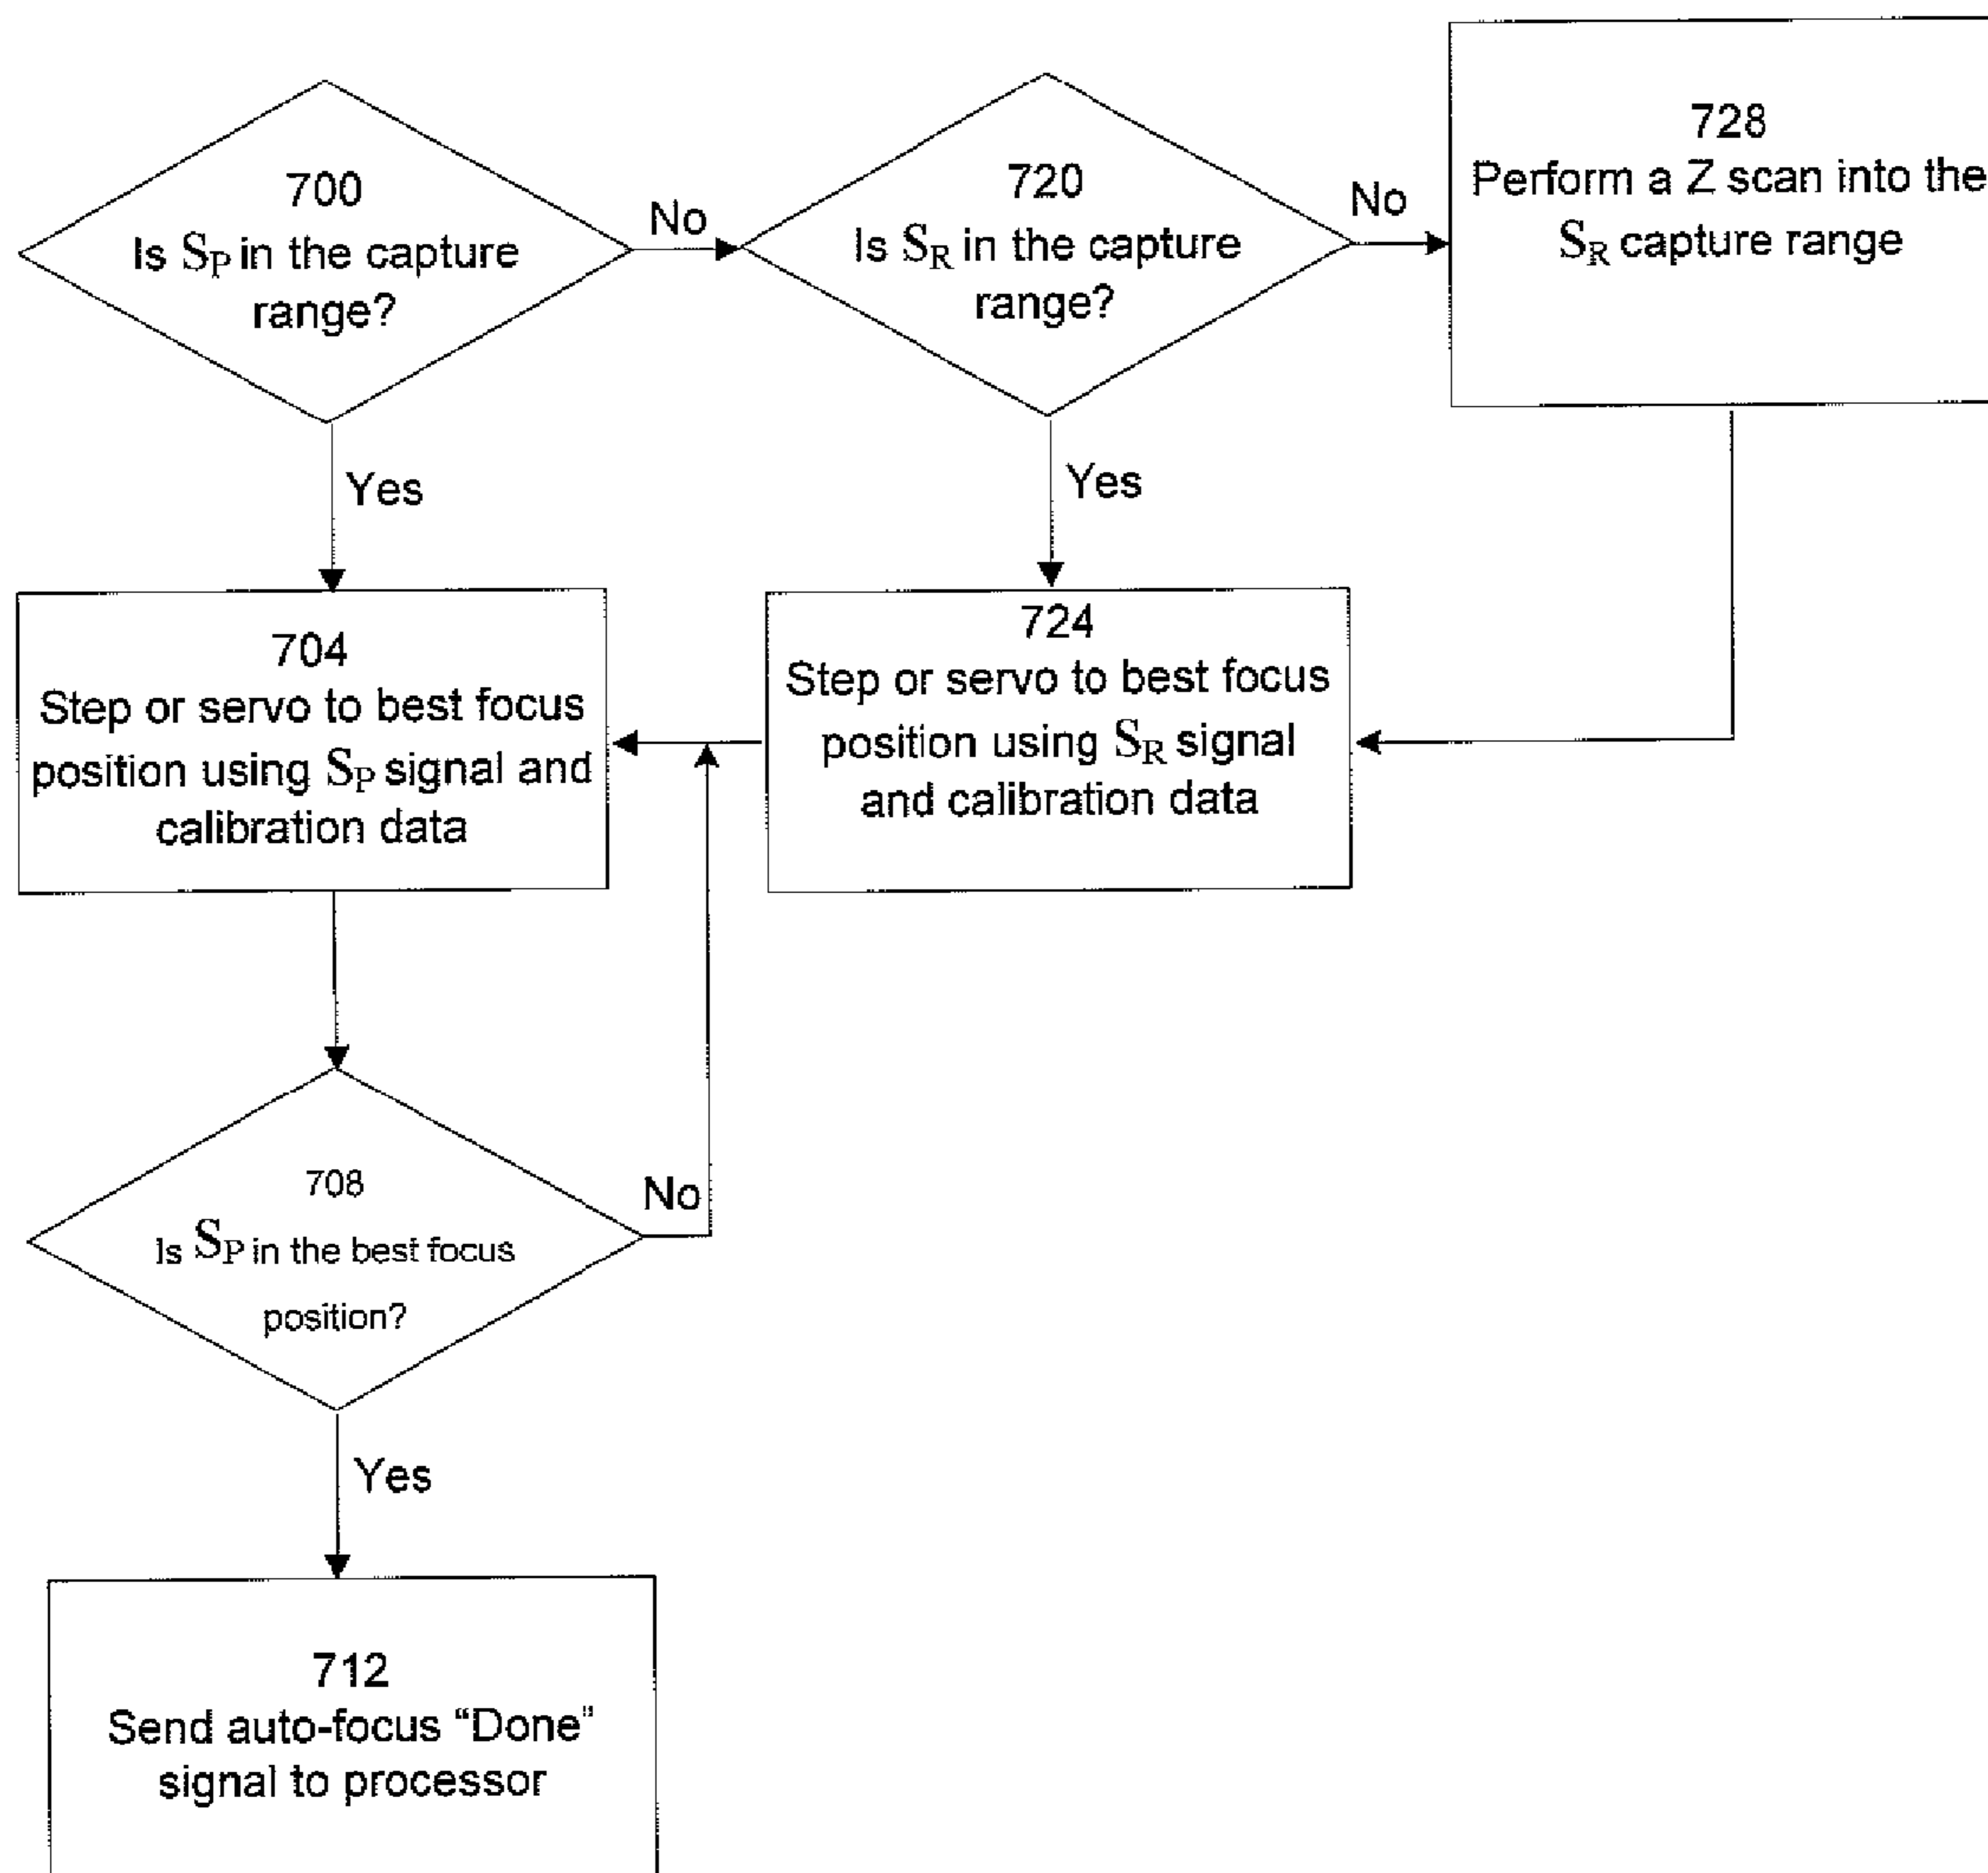 700
Is SP in the capture
range?
No
720
Is SR in the capture
range?
No
728
Perform a Z scan into the
SR capture range
Yes
Yes
704
Step or servo to best focus
position using SP signal and
calibration data
724
Step or servo to best focus
position using SR signal
and calibration data
708
Is SP in the best focus
position?
No
Yes
712
Send auto-focus “Done”
signal to processor